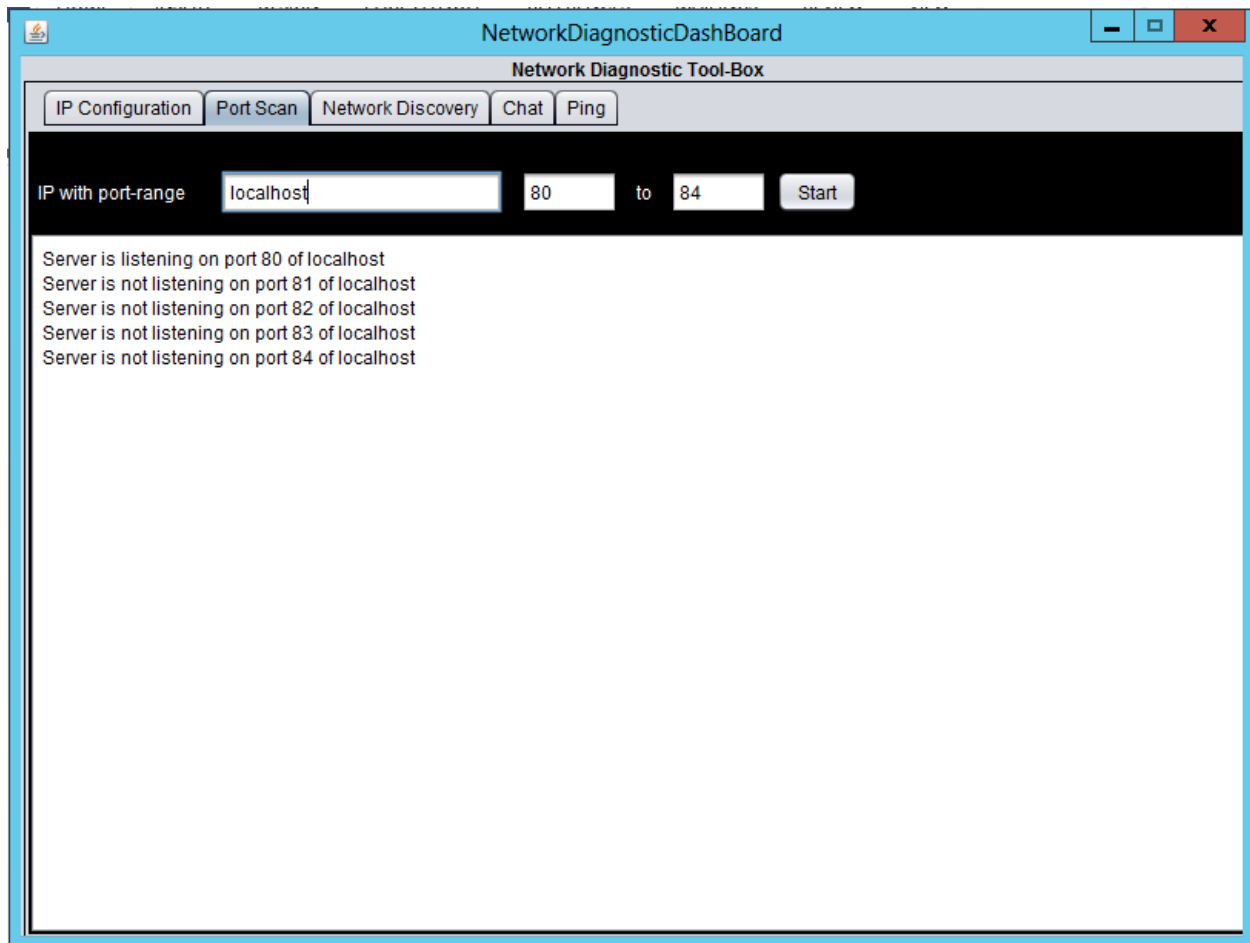 NetworkDiagnosticDashBoard
Network Diagnostic Tool-Box
IP Configuration Port Scan Network Discovery Chat Ping
IP with port-range localhost 80 to 84 Start
Server is listening on port 80 of localhost
Server is not listening on port 81 of localhost
Server is not listening on port 82 of localhost
Server is not listening on port 83 of localhost
Server is not listening on port 84 of localhost